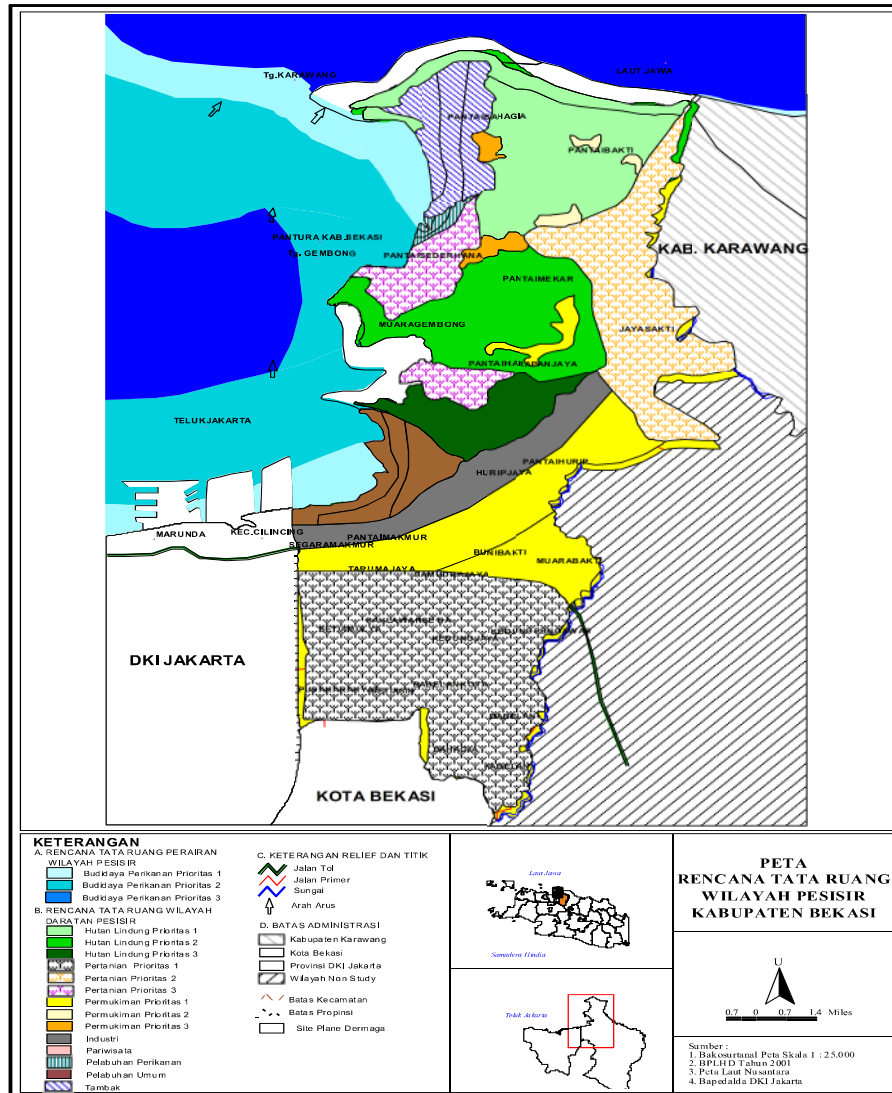 Tg.KARAWANG
LAUT JAWA
PANTAIBAHAGIA
PANTAIBAKTI
PANTURA KAB.BEKASI
Tg. GEMBONG
PANTAISEDERHANA
KAB. KARAWANG
PANTAIMEKAR
MUARAGEMBONG
JAYASAKTI
TELUKJAKARTA
PANTAIHURIP
HURIPJAYA
MARUNDA
KEC.CILINCING
PANTAIMAKMUR
SEGARAMAKMUR
BUNIBAKTI
MUARABAKTI
TARUMAJAYA
SAMUDRAJAYA
PAHLAWANSETIA
SETIAMULYA
KEDUNGJAYA
DKI JAKARTA
PUSAKARAKYAT
BABELANKOTA
BABELAN
BAHAGIA
KOTA BEKASI
KETERANGAN
A. RENCANA TATA RUANG PERAIRAN
WILAYAH PESISIR
Budidaya Perikanan Prioritas 1
Budidaya Perikanan Prioritas 2
Budidaya Perikanan Prioritas 3
B. RENCANA TATA RUANG WILAYAH
DARATAN PESISIR
Hutan Lindung Prioritas 1
Hutan Lindung Prioritas 2
Hutan Lindung Prioritas 3
Pertanian Prioritas 1
Pertanian Prioritas 2
Pertanian Prioritas 3
Permukiman Prioritas 1
Permukiman Prioritas 2
Permukiman Prioritas 3
Industri
Pariwisata
Pelabuhan Perikanan
Pelabuhan Umum
Tambak
C. KETERANGAN RELIEF DAN TITIK
Jalan Tol
Jalan Primer
Sungai
Arah Arus
D. BATAS ADMINISTRASI
Kabupaten Karawang
Kota Bekasi
Provinsi DKI Jakarta
Wilayah Non Study
Batas Kecamatan
Batas Propinsi
Site Plane Dermaga
Laut Jawa
Samudera
Teluk Jakarta
PETA
RENCANA TATA RUANG
WILAYAH PESISIR
KABUPATEN BEKASI
U
0.7 0 0.7 1.4 Miles
Sumber :
1. Bakosurtanal Peta Skala 1 : 25.000
2. BPLHD Tahun 2001
3. Peta Laut Nusantara
4. Bapedalda DKI Jakarta